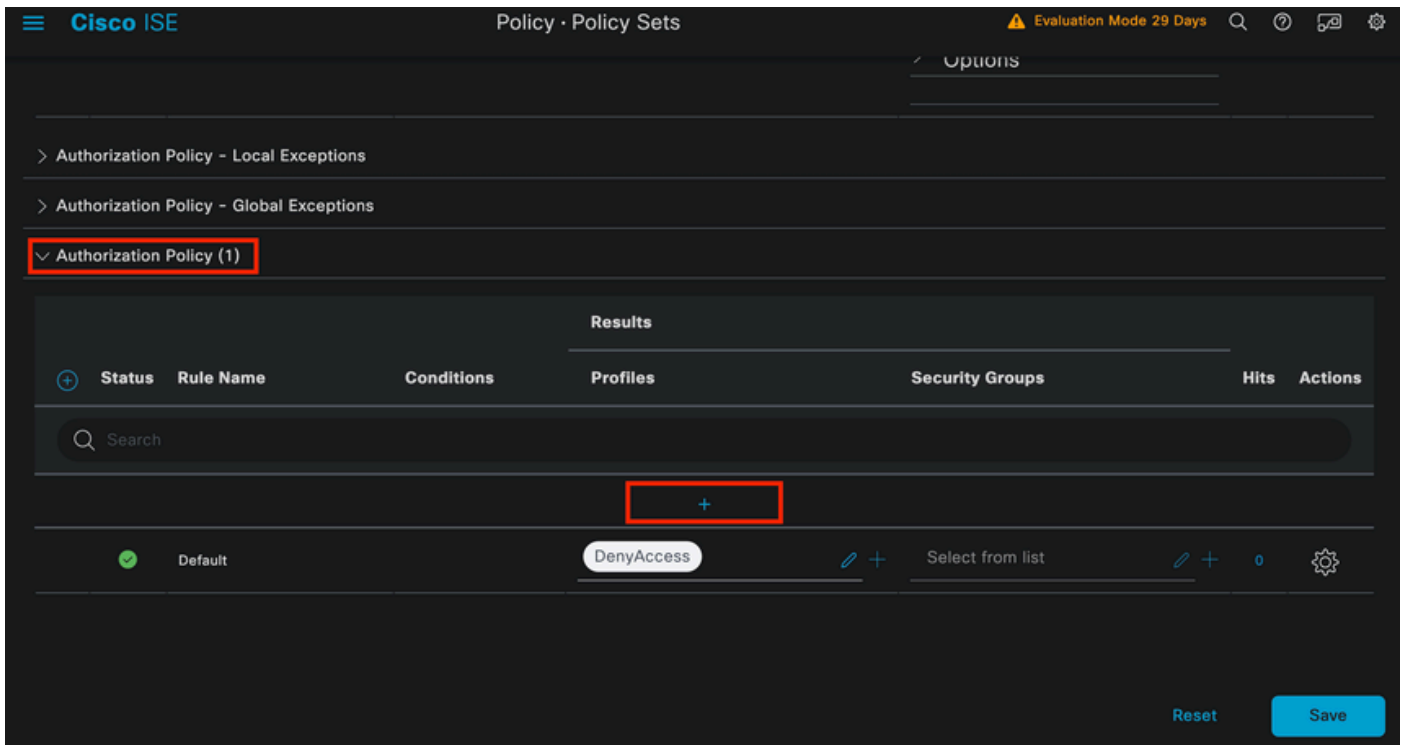 Cisco ISE Policy · Policy Sets Evaluation Mode 29 Days
Options
Authorization Policy - Local Exceptions
Authorization Policy - Global Exceptions
Authorization Policy (1)
Results
+ Status Rule Name Conditions Profiles Security Groups Hits Actions
Search
+
Default DenyAccess + Select from list + 0
Reset Save